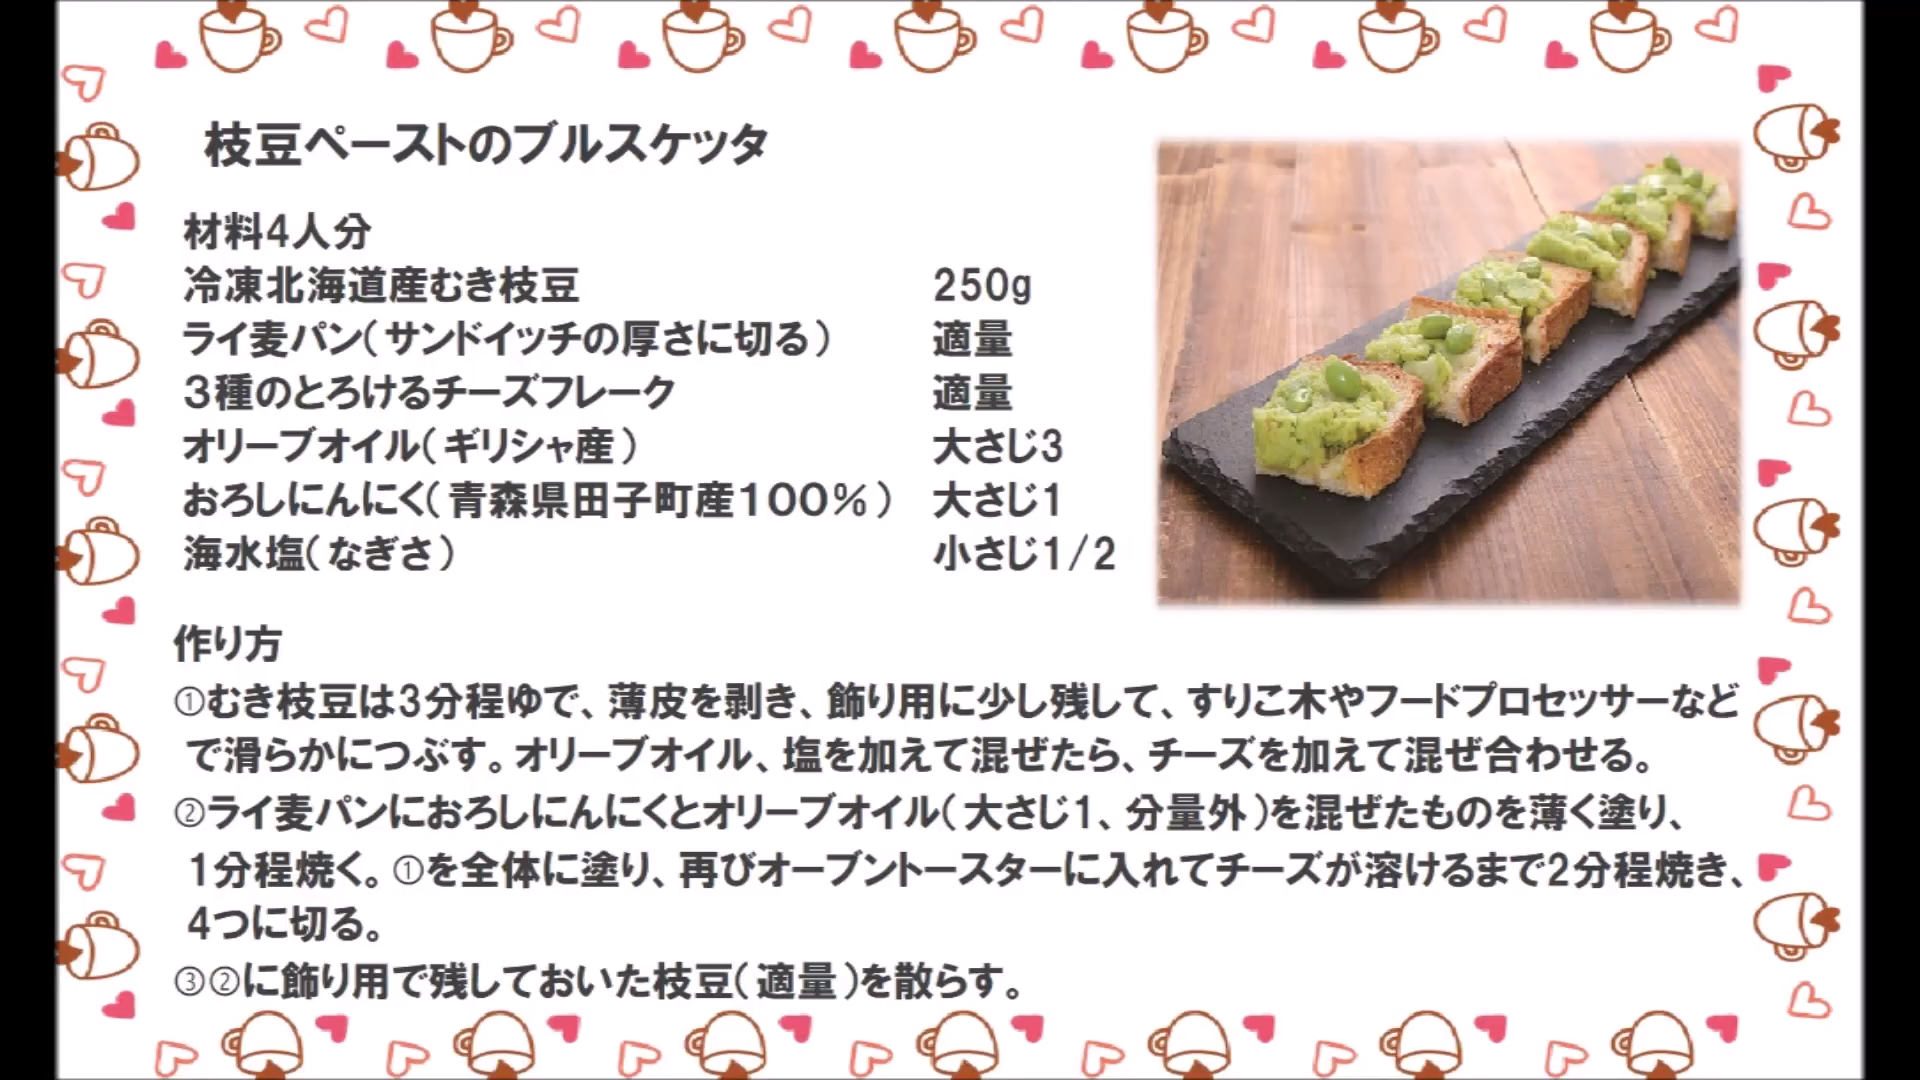 枝豆ペーストのブルスケッタ
材料4人分
冷凍北海道産むき枝豆 250g
ライ麦パン(サンドイッチの厚さに切る) 適量
3種のとろけるチーズフレーク 適量
オリーブオイル(ギリシャ産) 大さじ3
おろしにんにく(青森県田子町産100%) 大さじ1
海水塩(なぎさ) 小さじ1/2
作り方
①むき枝豆は3分程ゆで、薄皮を剥き、飾り用に少し残して、すりこ木やフードプロセッサーなど
で滑らかにつぶす。オリーブオイル、塩を加えて混ぜたら、チーズを加えて混ぜ合わせる。
②ライ麦パンにおろしにんにくとオリーブオイル(大さじ1、分量外)を混ぜたものを薄く塗り、
1分程焼く。①を全体に塗り、再びオーブントースターに入れてチーズが溶けるまで2分程焼き、
4つに切る。
③②に飾り用で残しておいた枝豆(適量)を散らす。